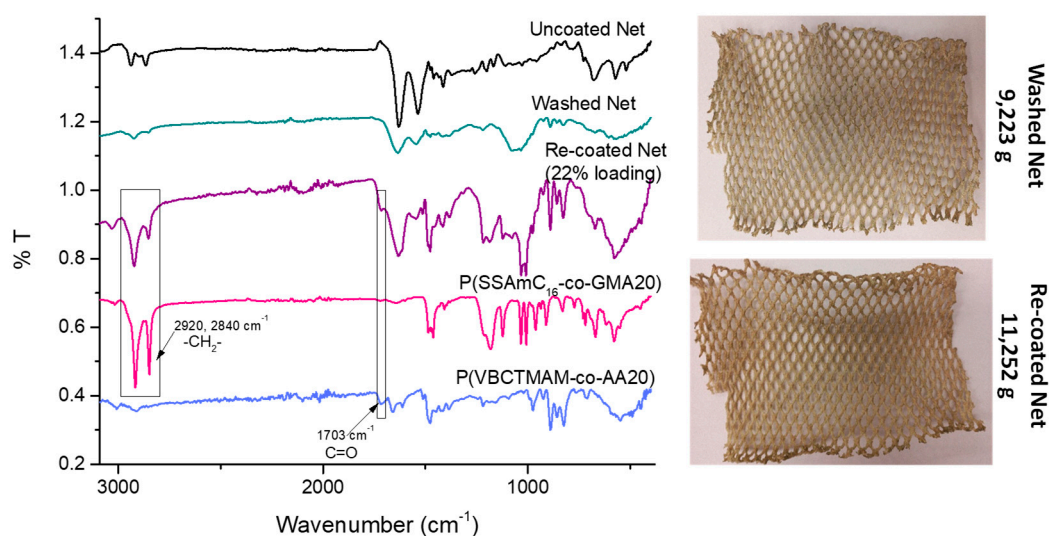 Uncoated Net
Washed Net
Re-coated Net
(22% loading)
P(SSAmC16-co-GMA20)
2920, 2840 cm-1
-CH2-
P(VBCTMAM-co-AA20)
1703 cm-1
C=O
% T
1.4
1.2
1.0
0.8
0.6
0.4
0.2
3000
2000
1000
Wavenumber (cm-1)
Washed Net
9,223 g
Re-coated Net
11,252 g